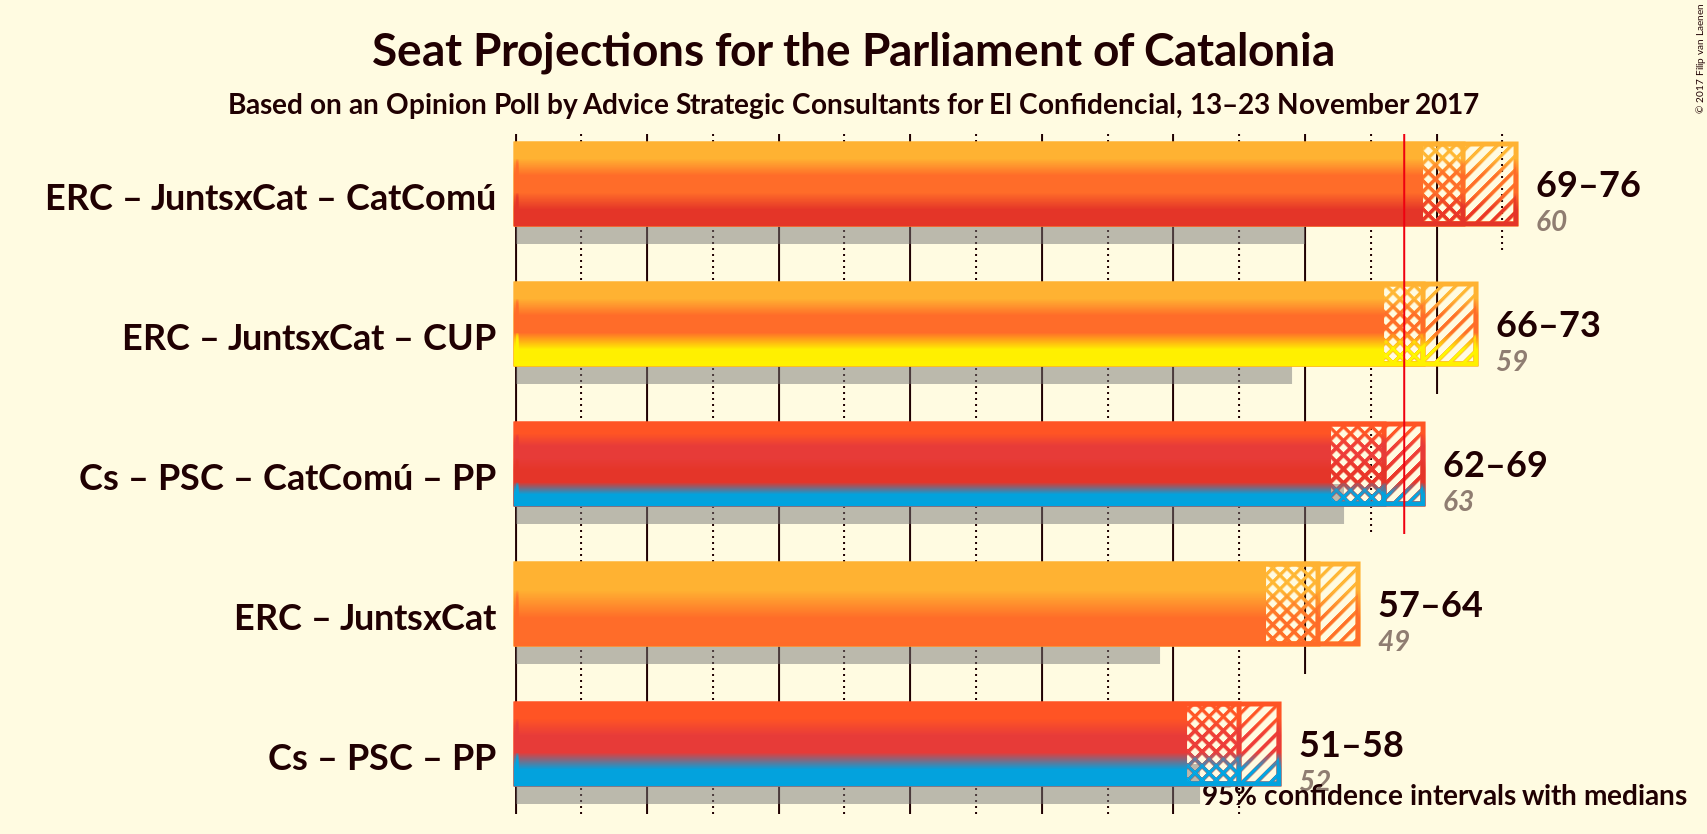 Seat Projections for the Parliament of Catalonia
Based on an Opinion Poll by Advice Strategic Consultants for El Confidencial, 13–23 November 2017
© 2017 Filip van Laenen
ERC – JuntsxCat – CatComú
69–76
60
ERC – JuntsxCat – CUP
66–73
59
Cs – PSC – CatComú – PP
62–69
63
ERC – JuntsxCat
57–64
49
Cs – PSC – PP
51–58
52
95% confidence intervals with medians